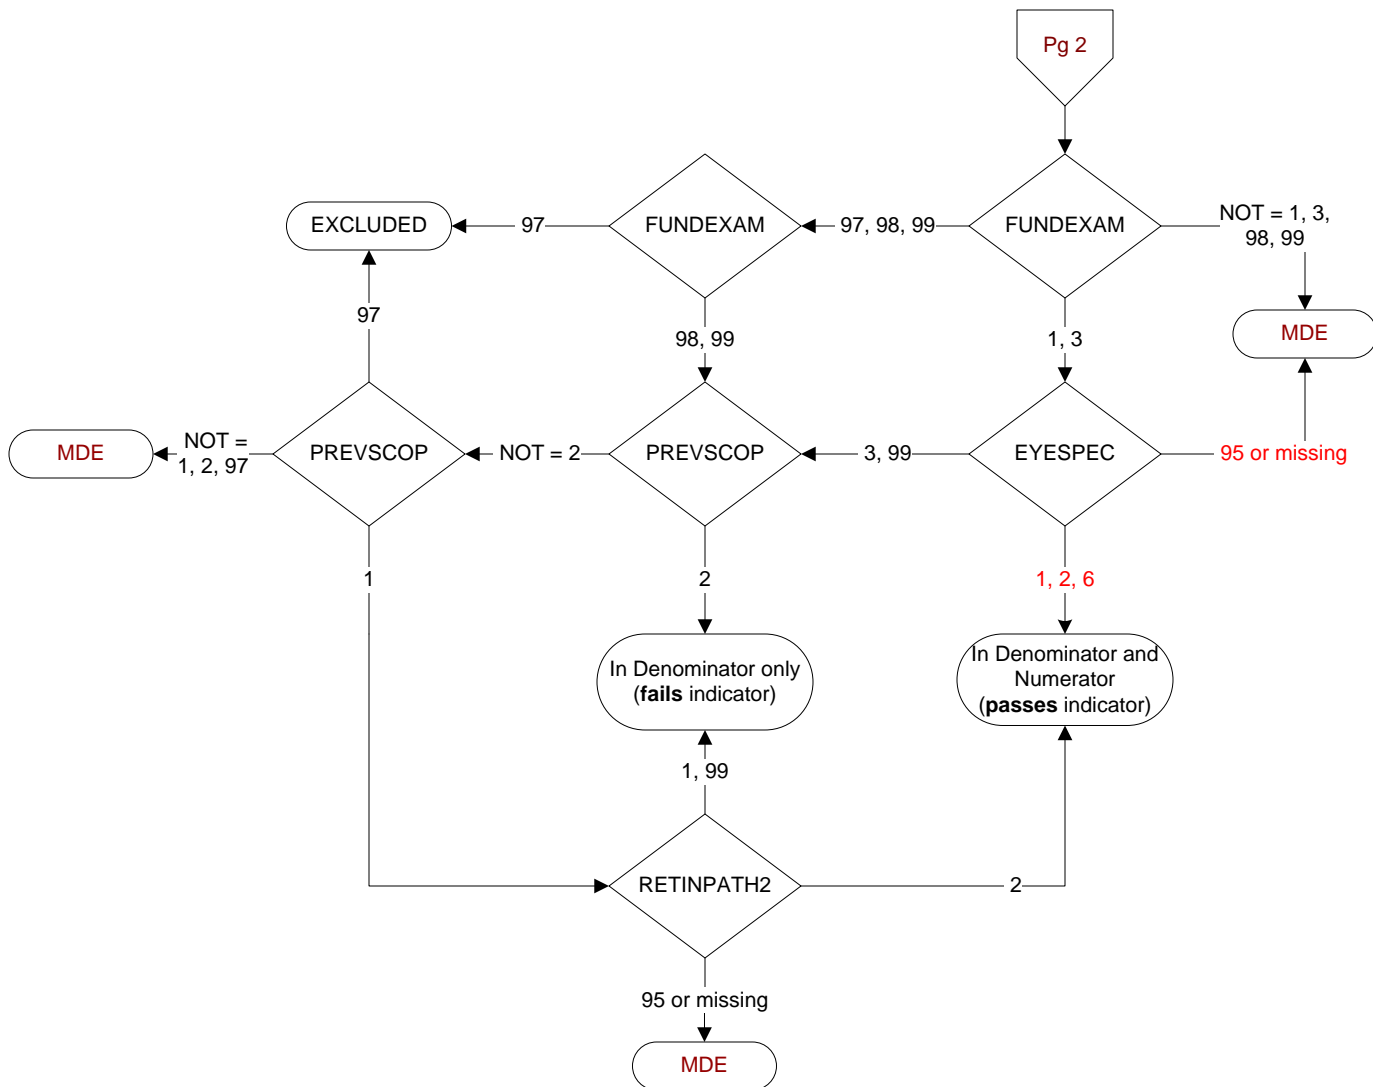 Pg 2
EXCLUDED
97
FUNDEXAM
97, 98, 99
FUNDEXAM
NOT = 1, 3,
98, 99
97
98, 99
1, 3
MDE
MDE
NOT =
1, 2, 97
PREVSCOP
NOT = 2
PREVSCOP
3, 99
EYESPEC
95 or missing
1
2
1, 2, 6
In Denominator only
(fails indicator)
In Denominator and
Numerator
(passes indicator)
1, 99
RETINPATH2
2
95 or missing
MDE